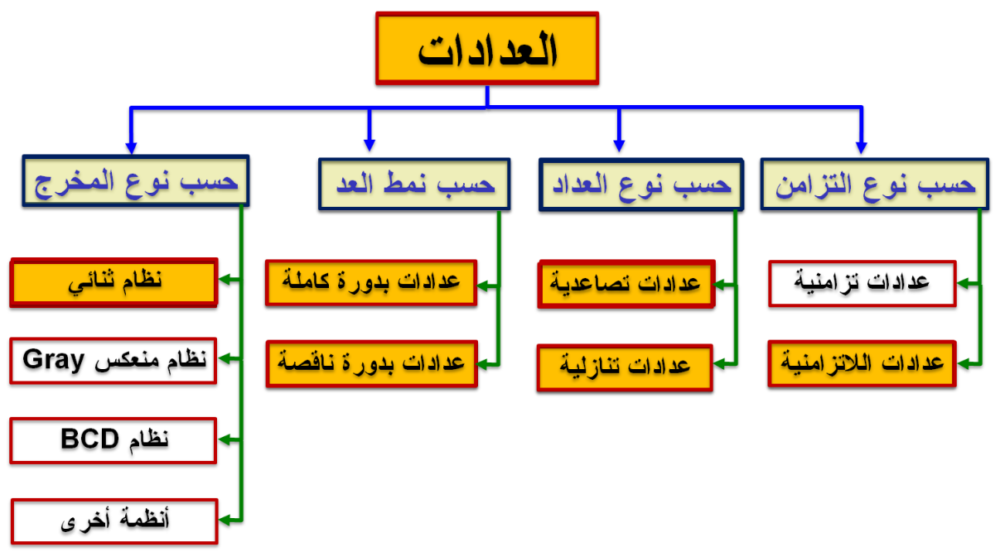 العدادات
حسب نوع التزامن
حسب نوع العداد
حسب نمط العد
حسب نوع المخرج
عدادات تزامنية
عدادات اللاتزامنية
عدادات تصاعدية
عدادات تنازلية
عدادات بدورة كاملة
عدادات بدورة ناقصة
نظام ثنائي
نظام منعكس Gray
نظام BCD
أنظمة أخرى